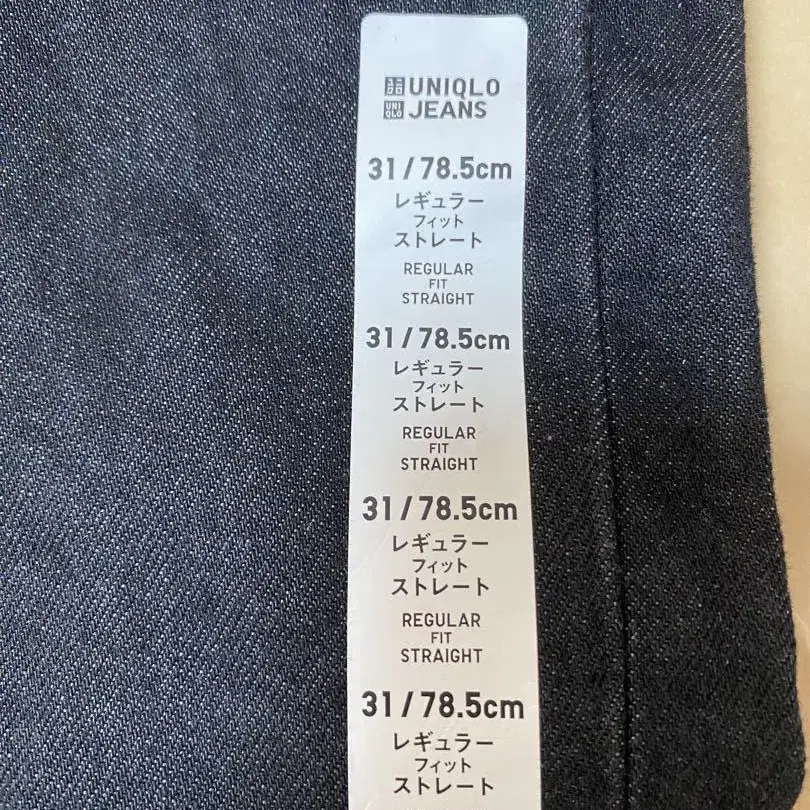 UNIQLO
UNI QLO JEANS
31/78.5cm
レギュラー
フィット
ストレート
REGULAR
FIT
STRAIGHT
31/78.5cm
レギュラー
フィット
ストレート
REGULAR
FIT
STRAIGHT
31/78.5cm
レギュラー
フィット
ストレート
REGULAR
FIT
STRAIGHT
31/78.5cm
レギュラー
フィット
ストレート